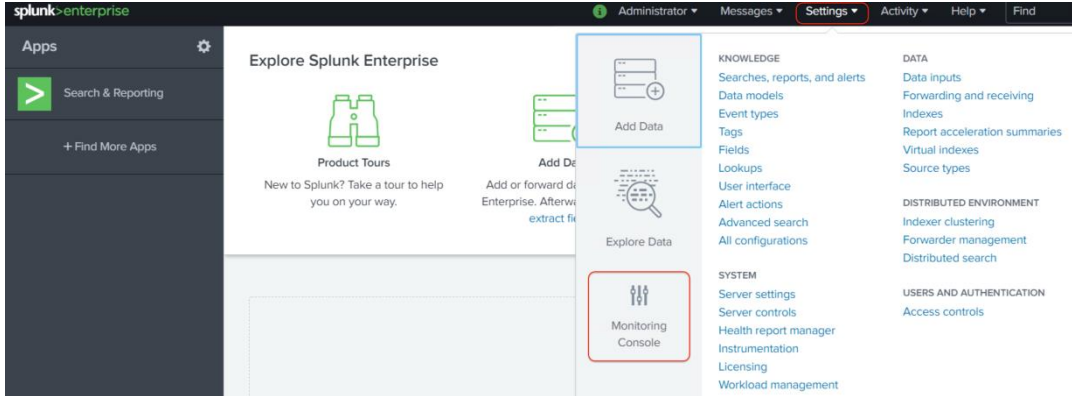 splunk>enterprise
Administrator
Messages
Settings
Activity
Help
Find
Apps
Search & Reporting
+ Find More Apps
Explore Splunk Enterprise
Product Tours
New to Splunk? Take a tour to help
you on your way.
Add Da
Add or forward da
Enterprise. Afterwa
extract fie
Add Data
Explore Data
Monitoring
Console
KNOWLEDGE
Searches, reports, and alerts
Data models
Event types
Tags
Fields
Lookups
User interface
Alert actions
Advanced search
All configurations
SYSTEM
Server settings
Server controls
Health report manager
Instrumentation
Licensing
Workload management
DATA
Data inputs
Forwarding and receiving
Indexes
Report acceleration summaries
Virtual indexes
Source types
DISTRIBUTED ENVIRONMENT
Indexer clustering
Forwarder management
Distributed search
USERS AND AUTHENTICATION
Access controls